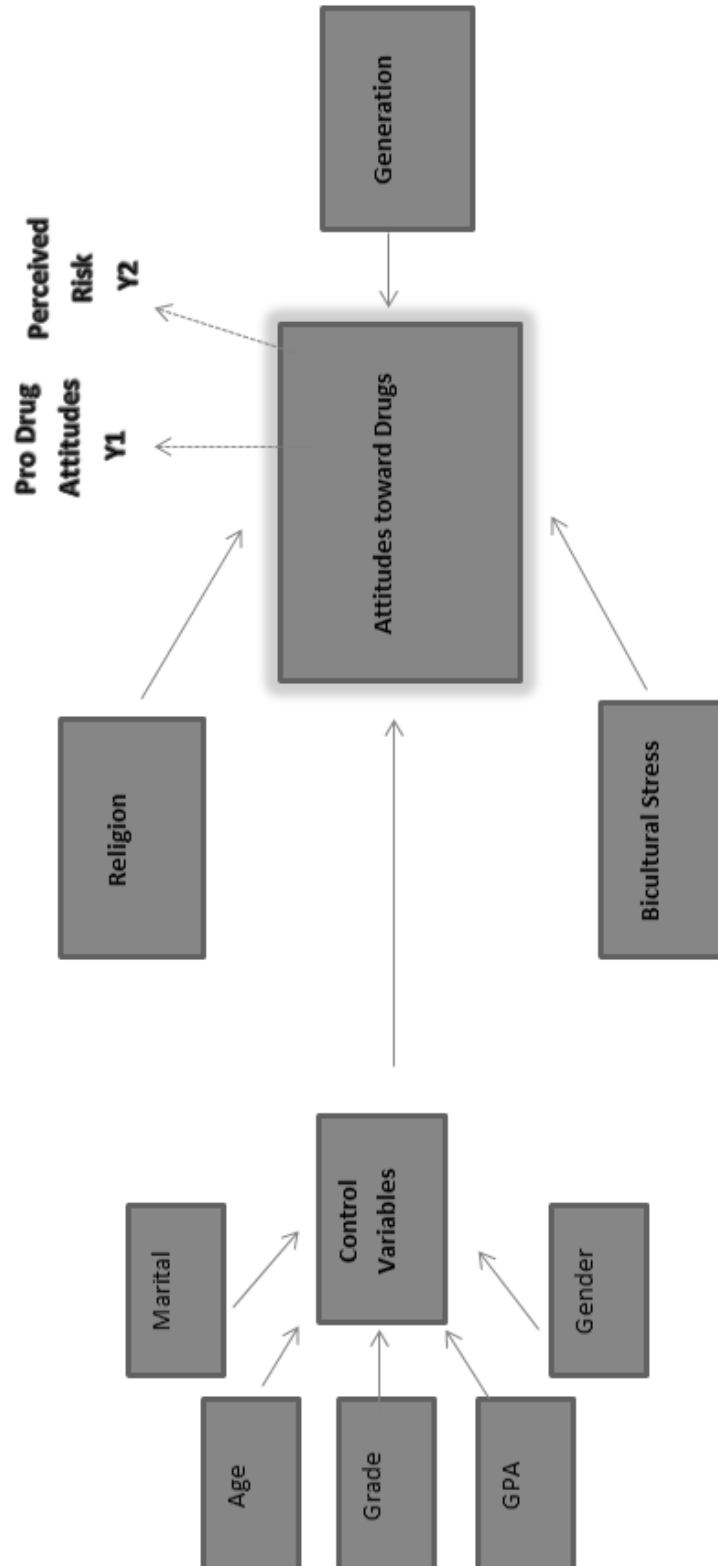 Marital
Age
Grade
GPA
Gender
Control
Variables
Religion
Bicultural Stress
Pro Drug
Attitudes
Y1
Perceived
Risk
Y2
Attitudes toward Drugs
Generation